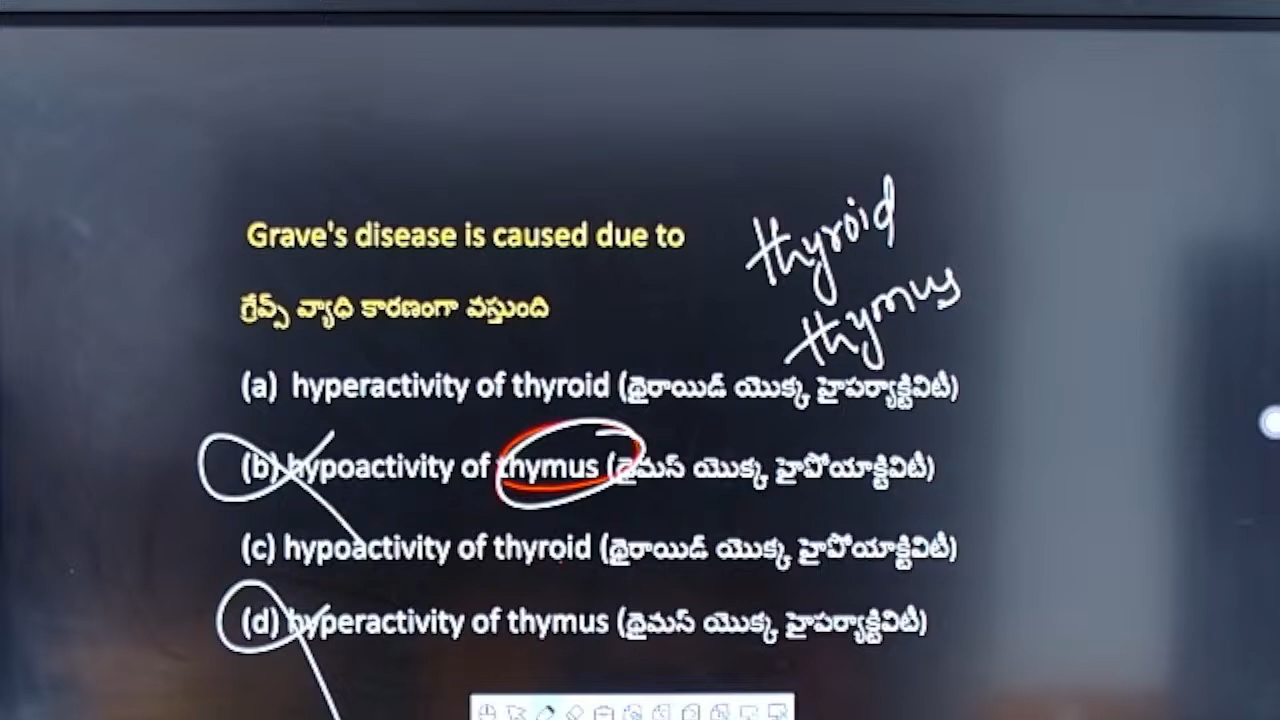 Grave's disease is caused due to
thyroid
గ్రేవ్స్ వ్యాధి కారణంగా వస్తుంది
thymus
(a) hyperactivity of thyroid (థైరాయిడ్ యొక్క హైపర్యాక్టివిటీ)
(b) hypoactivity of thymus (థైమస్ యొక్క హైపోయాక్టివిటీ)
(c) hypoactivity of thyroid (థైరాయిడ్ యొక్క హైపోయాక్టివిటీ)
(d) hyperactivity of thymus (థైమస్ యొక్క హైపర్యాక్టివిటీ)